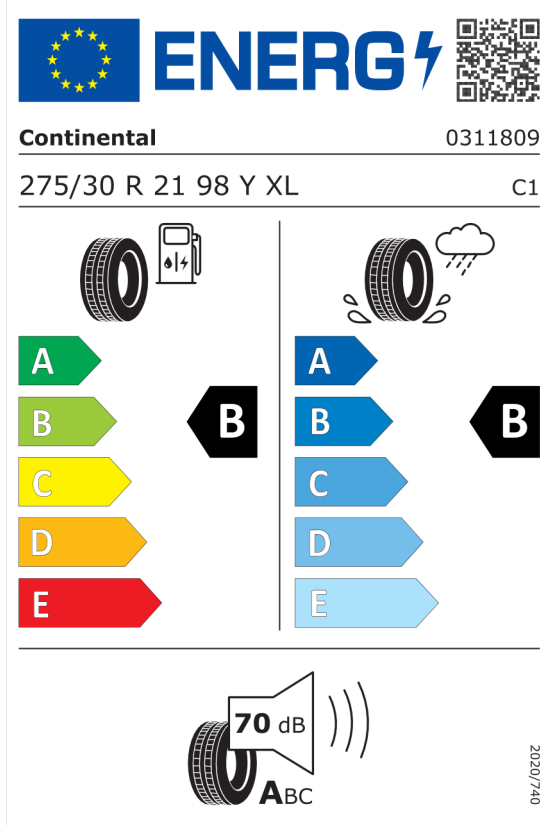 ENERG
Continental 0311809
275/30 R 21 98 Y XL C1
A A
B B B B
C C
D D
E E
70 dB
ABC
2020/740